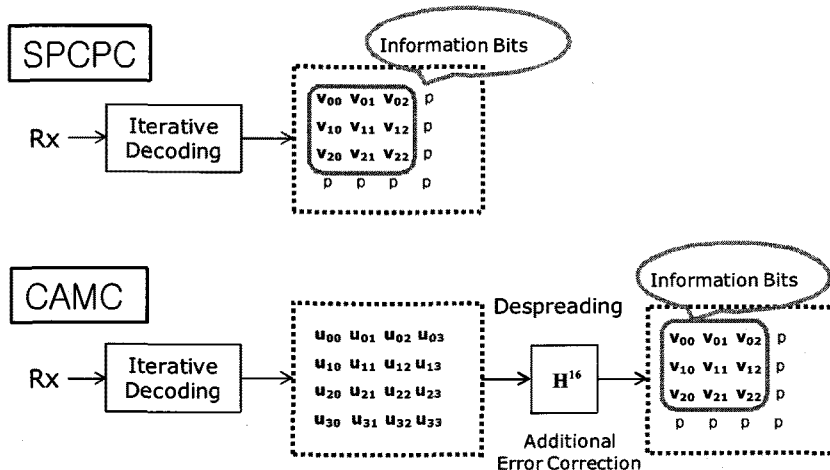 SPCPC
Information Bits
Rx
Iterative
Decoding
v00 v01 v02 p
v10 v11 v12 p
v20 v21 v22 p
p p p p
CAMC
Information Bits
Despreading
Rx
Iterative
Decoding
u00 u01 u02 u03
u10 u11 u12 u13
u20 u21 u22 u23
u30 u31 u32 u33
H16
v00 v01 v02 p
v10 v11 v12 p
v20 v21 v22 p
p p p p
Additional
Error Correction